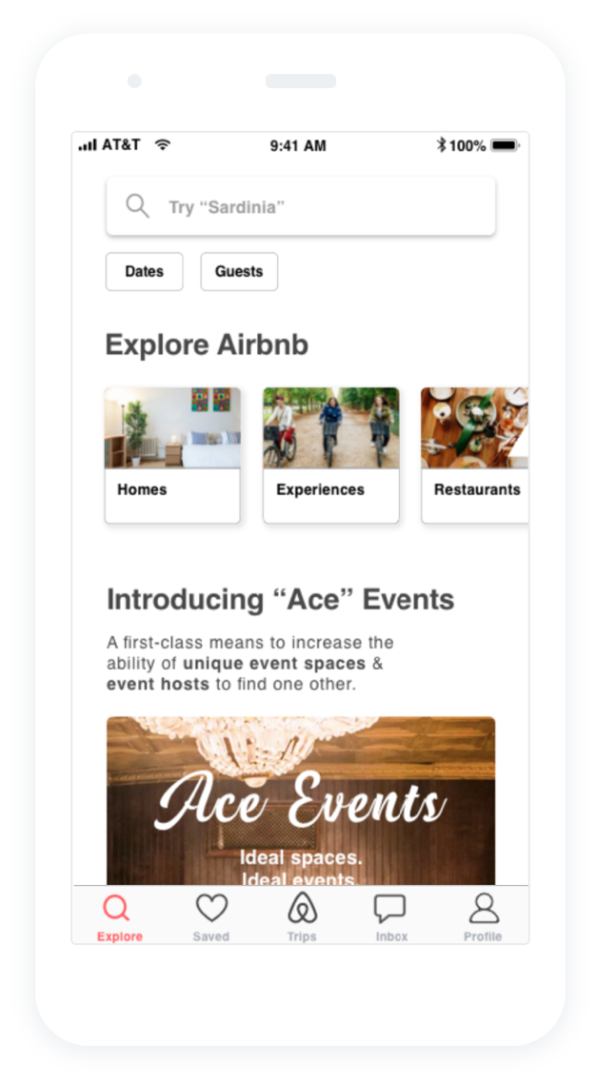 AT&T 9:41 AM 100%
Try “Sardinia”
Dates Guests
Explore Airbnb
Homes Experiences Restaurants
Introducing “Ace” Events
A first-class means to increase the
ability of unique event spaces &
event hosts to find one other.
Ace Events
Ideal spaces.
Ideal events.
Explore Saved Trips Inbox Profile